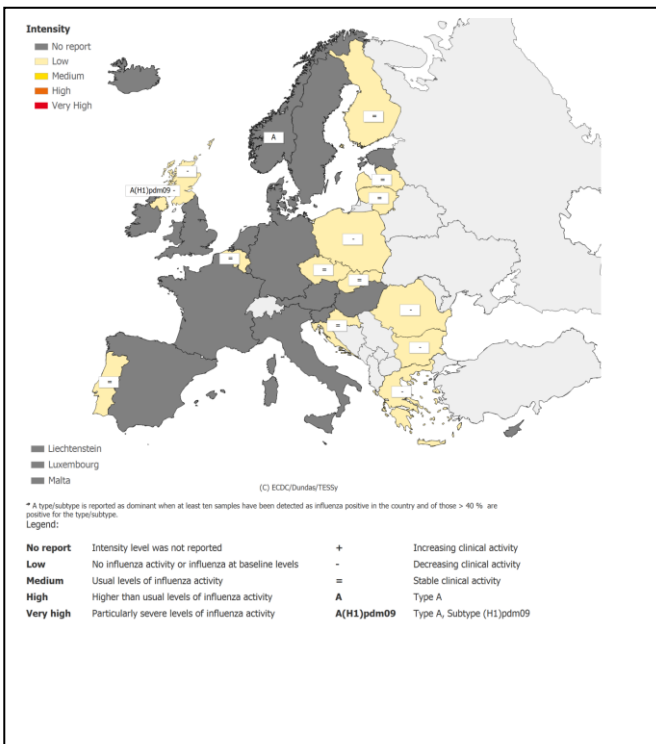 Intensity
No report
Low
Medium
High
Very High
A
=
-
A(H1)pdm09 -
=
=
-
=
=
=
-
=
-
=
-
Liechtenstein
Luxembourg
Malta
(C) ECDC/Dundas/TESSy
* A type/subtype is reported as dominant when at least ten samples have been detected as influenza positive in the country and of those > 40 % are
positive for the type/subtype.
Legend:
No report Intensity level was not reported + Increasing clinical activity
Low No influenza activity or influenza at baseline levels - Decreasing clinical activity
Medium Usual levels of influenza activity = Stable clinical activity
High Higher than usual levels of influenza activity A Type A
Very high Particularly severe levels of influenza activity A(H1)pdm09 Type A, Subtype (H1)pdm09